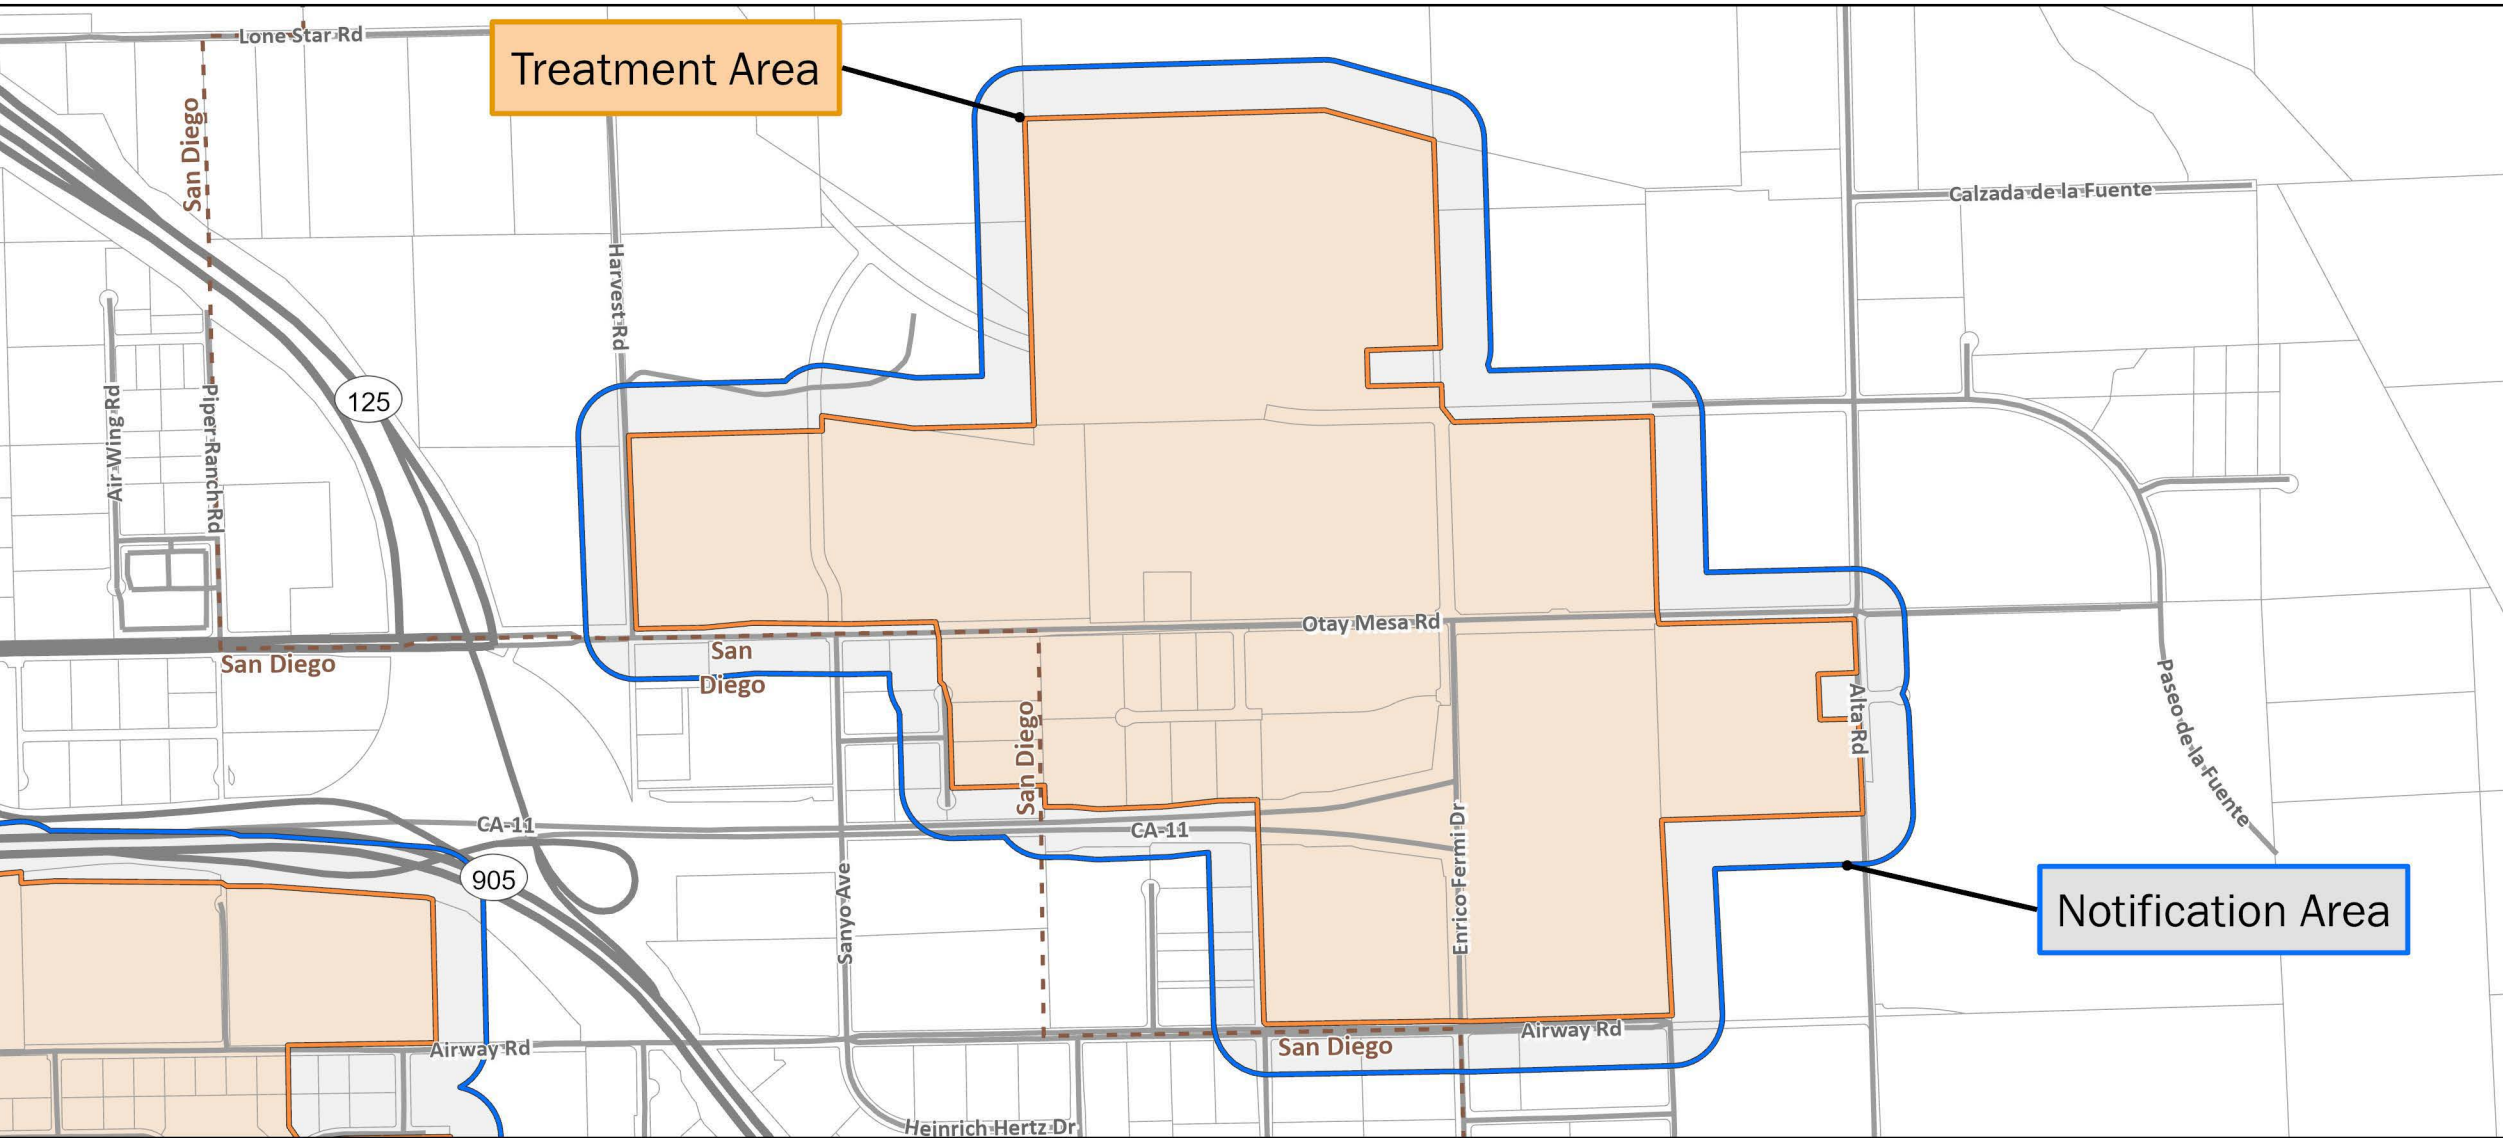 Lone Star Rd
Treatment Area
San Diego
Calzada de la Fuente
Harvest Rd
125
Air Wing Rd
Piper Ranch Rd
Otay Mesa Rd
San Diego
San
Diego
San Diego
Alta Rd
Paseo de la Fuente
CA-11
CA-11
Enrico Fermi Dr
905
Sanyo Ave
Notification Area
Airway Rd
Airway Rd
San Diego
Heinrich Hertz Dr